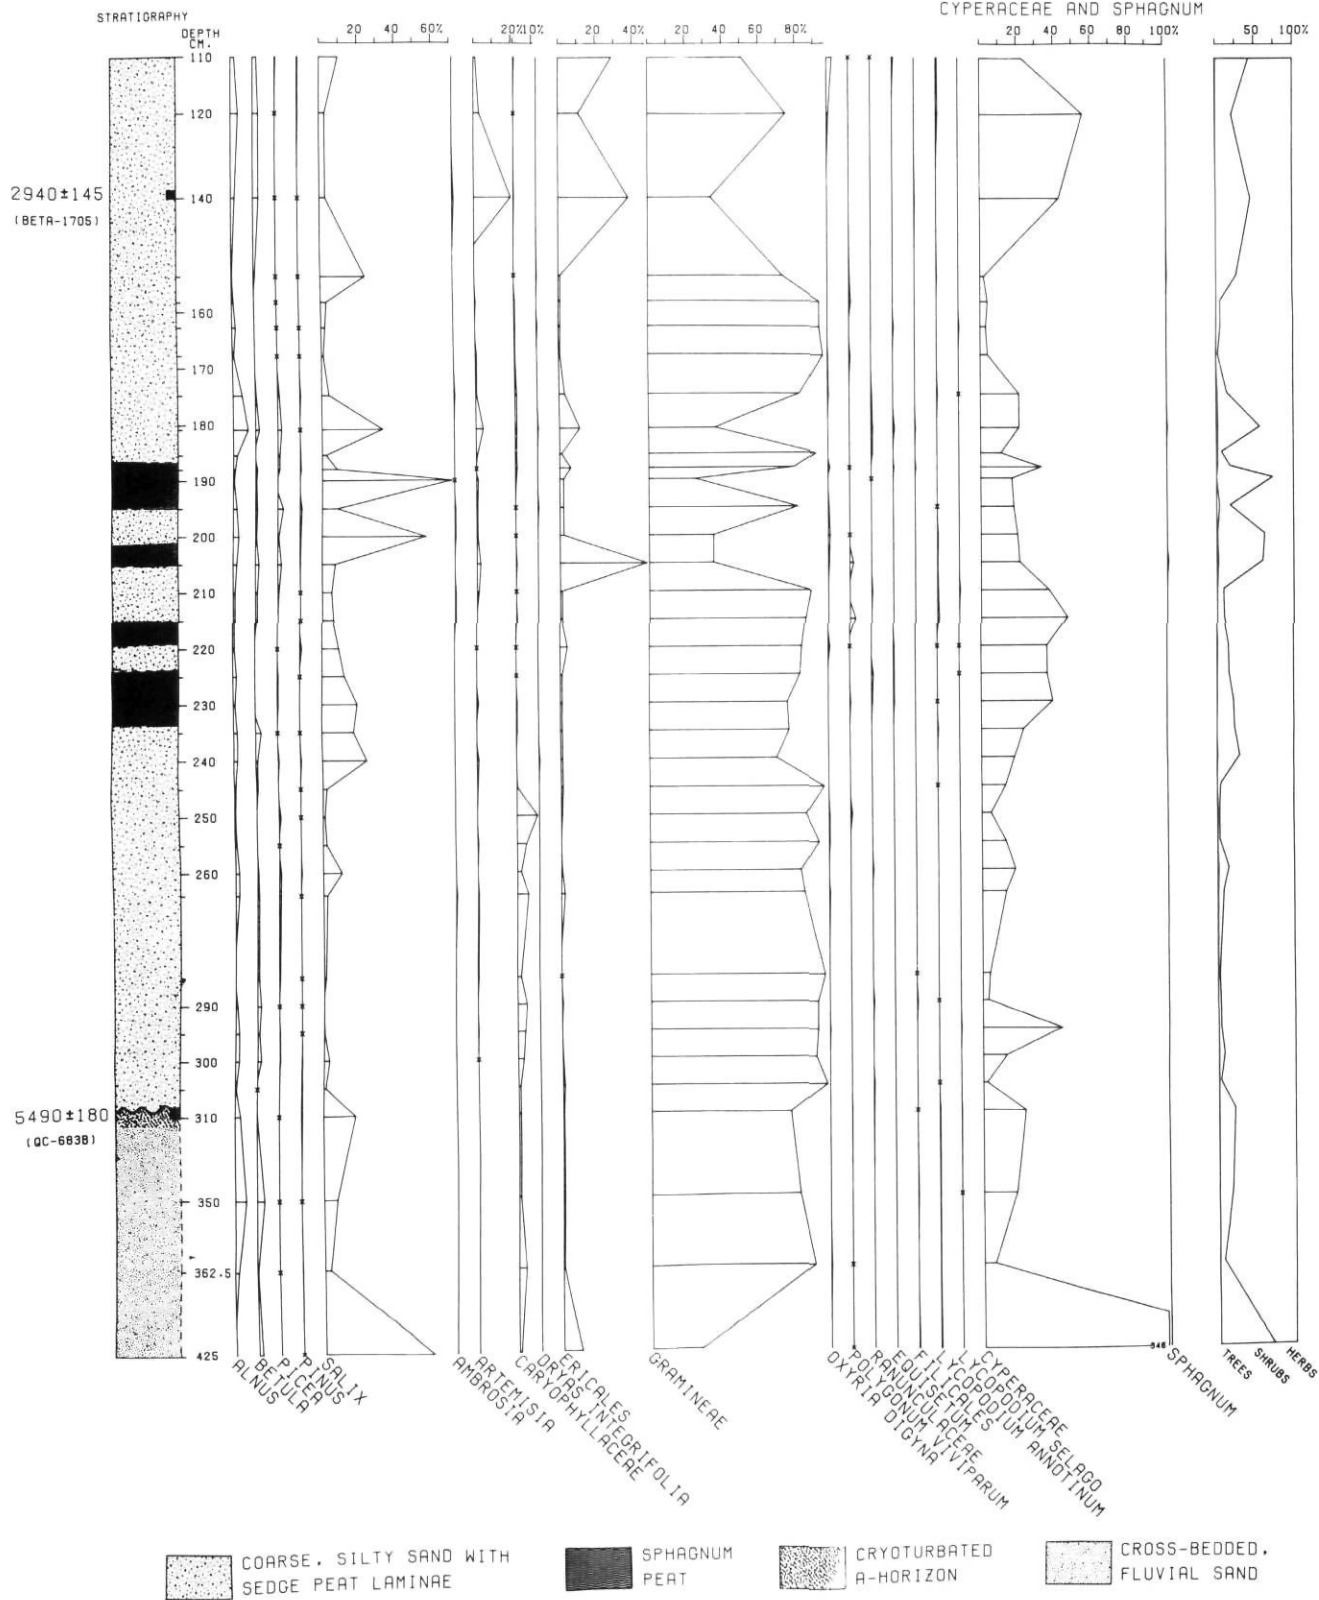 STRATIGRAPHY
CYPERACEAE AND SPHAGNUM
DEPTH
CM.
20 40 60%
20% 10%
20 40
20 40 60 80%
20 60 100%
50 100%
110
120
2940±145
(BETA-1705)
140
160
170
180
190
200
210
220
230
240
250
260
290
300
5490±180
(QC-683B)
310
350
362.5
425
ALNUS
BETULA
PICEA
PINUS
SALIX
AMBROSIA
ARTEMISIA
CARYOPHYLLACEAE
DRYAS INTEGRIFOLIA
ERICALES
GRAMINEAE
OXYRIA DIGYNA
POLYGONUM VIVIPARUM
RANUNCULACEAE
EQUISETUM
FILICALES
LYCOPODIUM ANNOTINUM
LYCOPODIUM SELAGO
CYPERACEAE
SPHAGNUM
TREES
SHRUBS
HERBS
COARSE, SILTY SAND WITH
SEDGE PEAT LAMINAE
SPHAGNUM
PEAT
CRYOTURBATED
A-HORIZON
CROSS-BEDDED,
FLUVIAL SAND